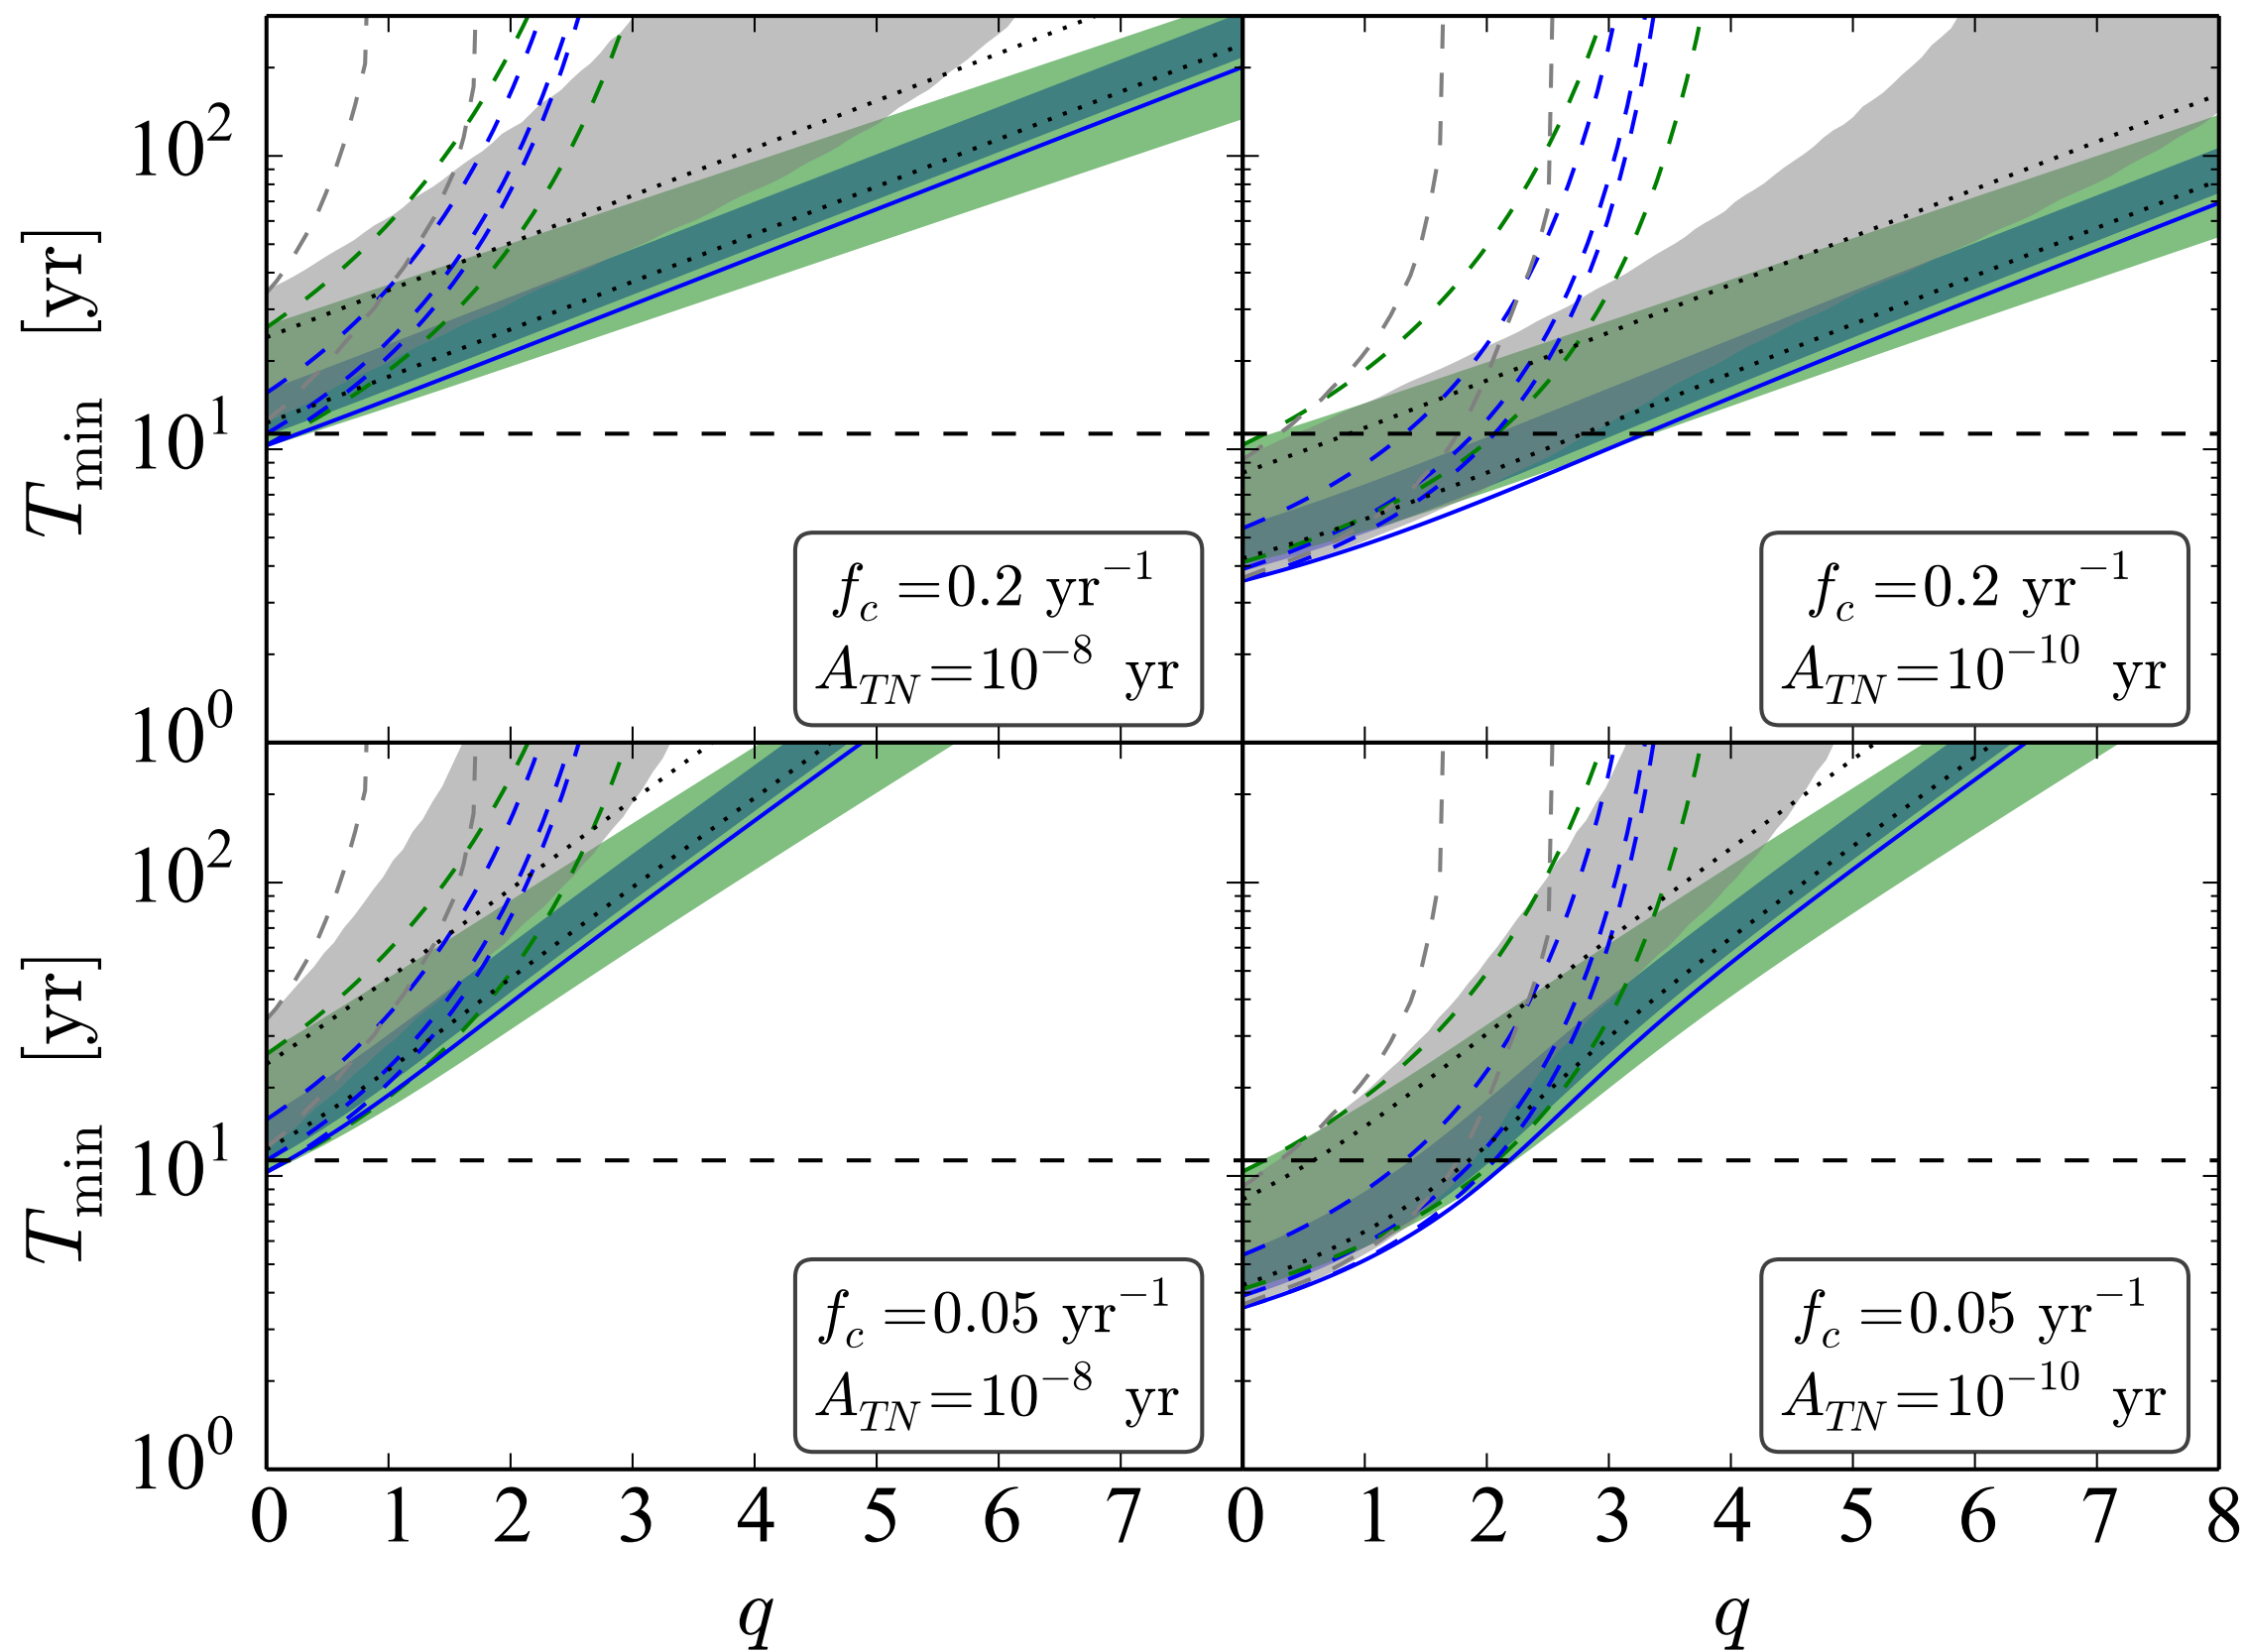 T_min [yr]
10^2
10^1
10^0
f_c =0.2 yr^−1
A_TN=10^−8 yr
f_c =0.2 yr^−1
A_TN=10^−10 yr
T_min [yr]
10^2
10^1
10^0
f_c =0.05 yr^−1
A_TN=10^−8 yr
f_c =0.05 yr^−1
A_TN=10^−10 yr
0 1 2 3 4 5 6 7 0 1 2 3 4 5 6 7 8
q q